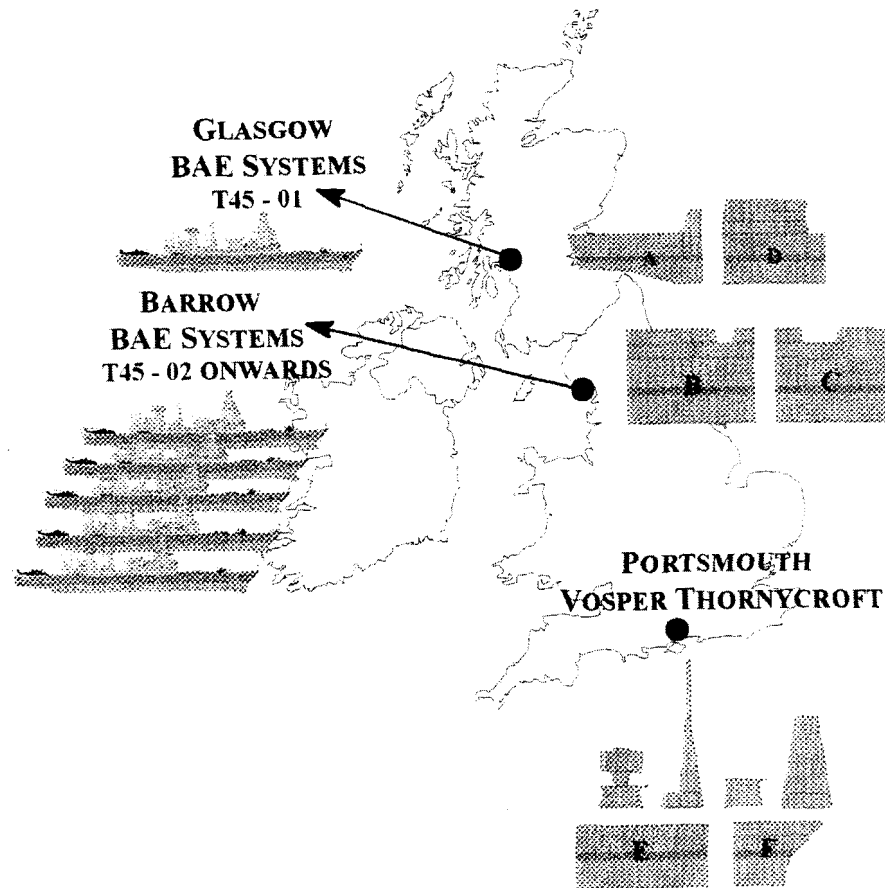 GLASGOW
BAE SYSTEMS
T45 - 01
A
D
BARROW
BAE SYSTEMS
T45 - 02 ONWARDS
B
C
PORTSMOUTH
VOSPER THORNYCROFT
E
F